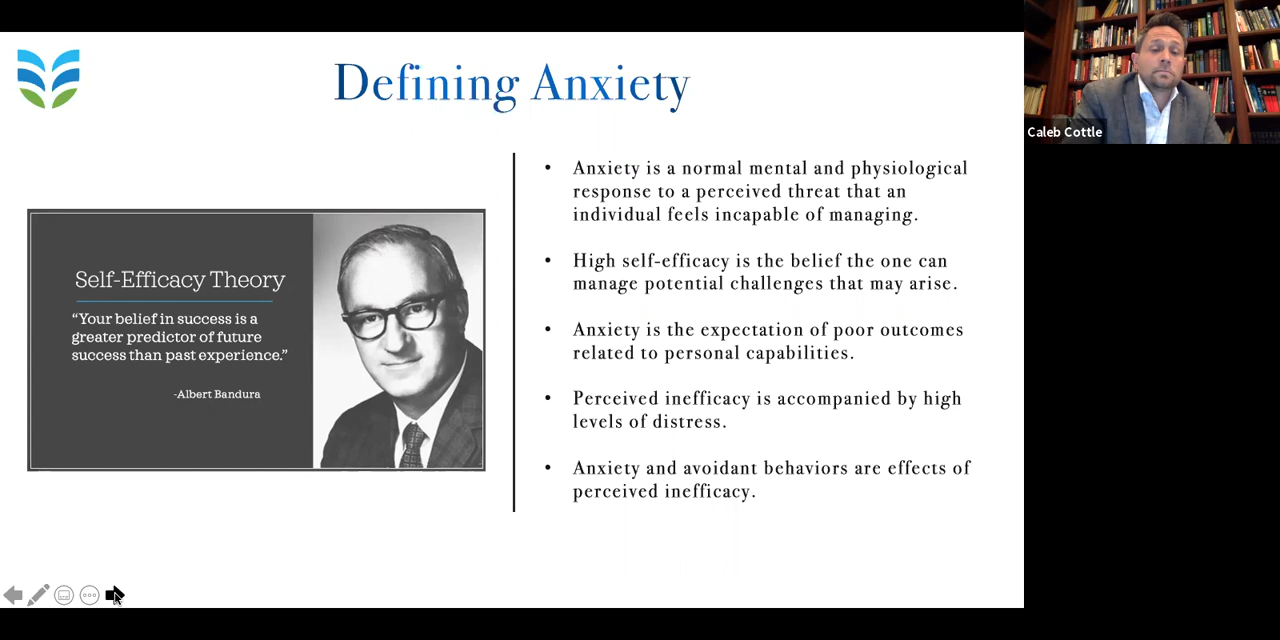 Defining Anxiety
Self-Efficacy Theory
“Your belief in success is a
greater predictor of future
success than past experience.”
-Albert Bandura
• Anxiety is a normal mental and physiological
response to a perceived threat that an
individual feels incapable of managing.
• High self-efficacy is the belief the one can
manage potential challenges that may arise.
• Anxiety is the expectation of poor outcomes
related to personal capabilities.
• Perceived inefficacy is accompanied by high
levels of distress.
• Anxiety and avoidant behaviors are effects of
perceived inefficacy.
Caleb Cottle